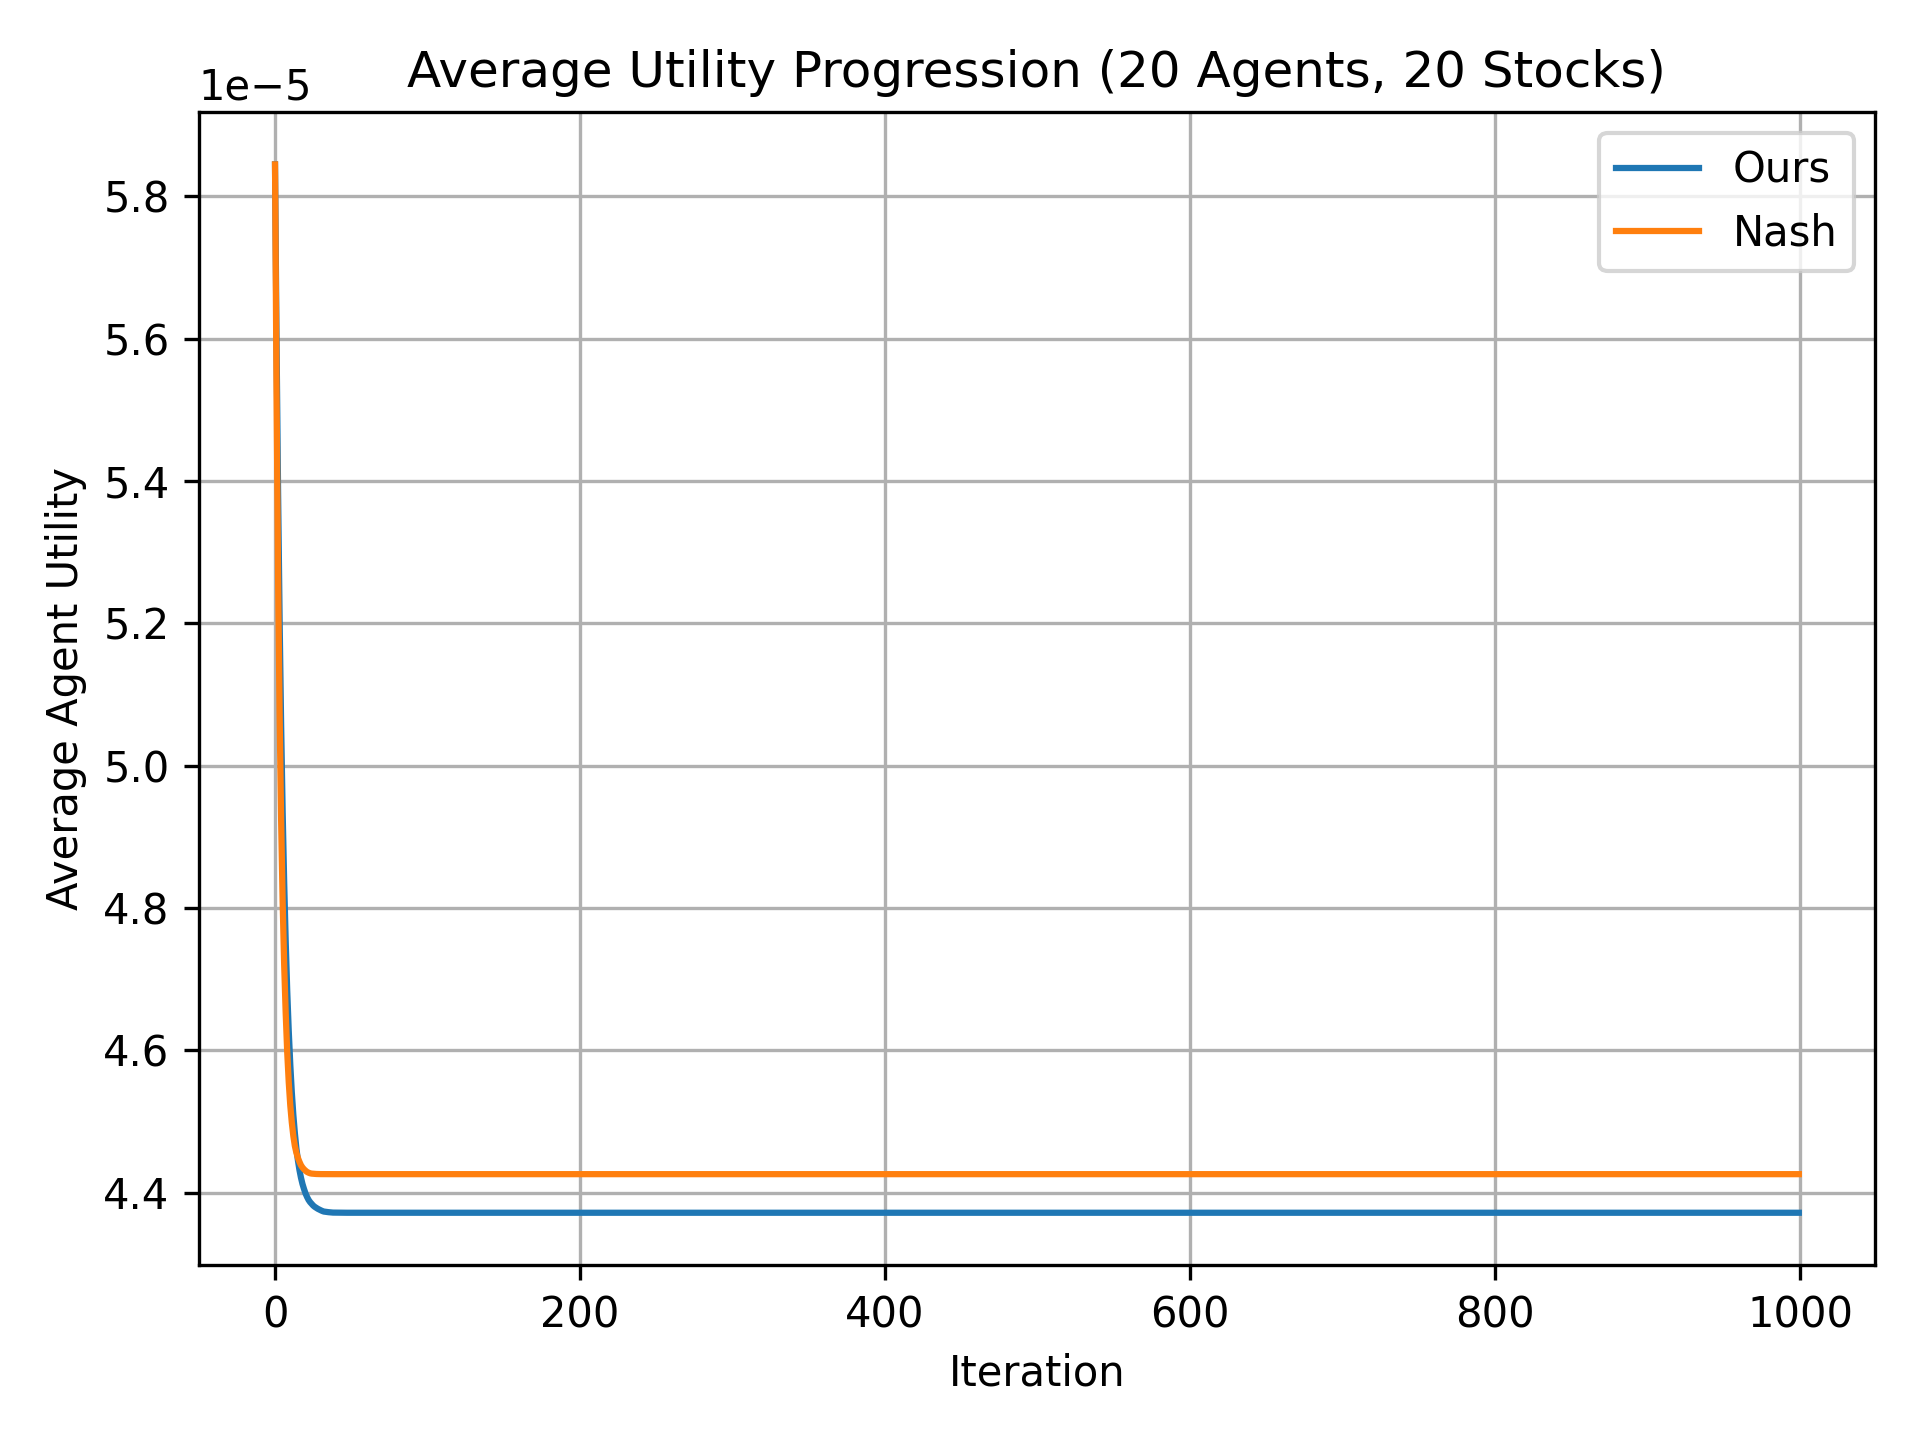 Average Utility Progression (20 Agents, 20 Stocks)
1e−5
Ours
Nash
5.8
5.6
5.4
5.2
5.0
4.8
4.6
4.4
Average Agent Utility
0 200 400 600 800 1000
Iteration